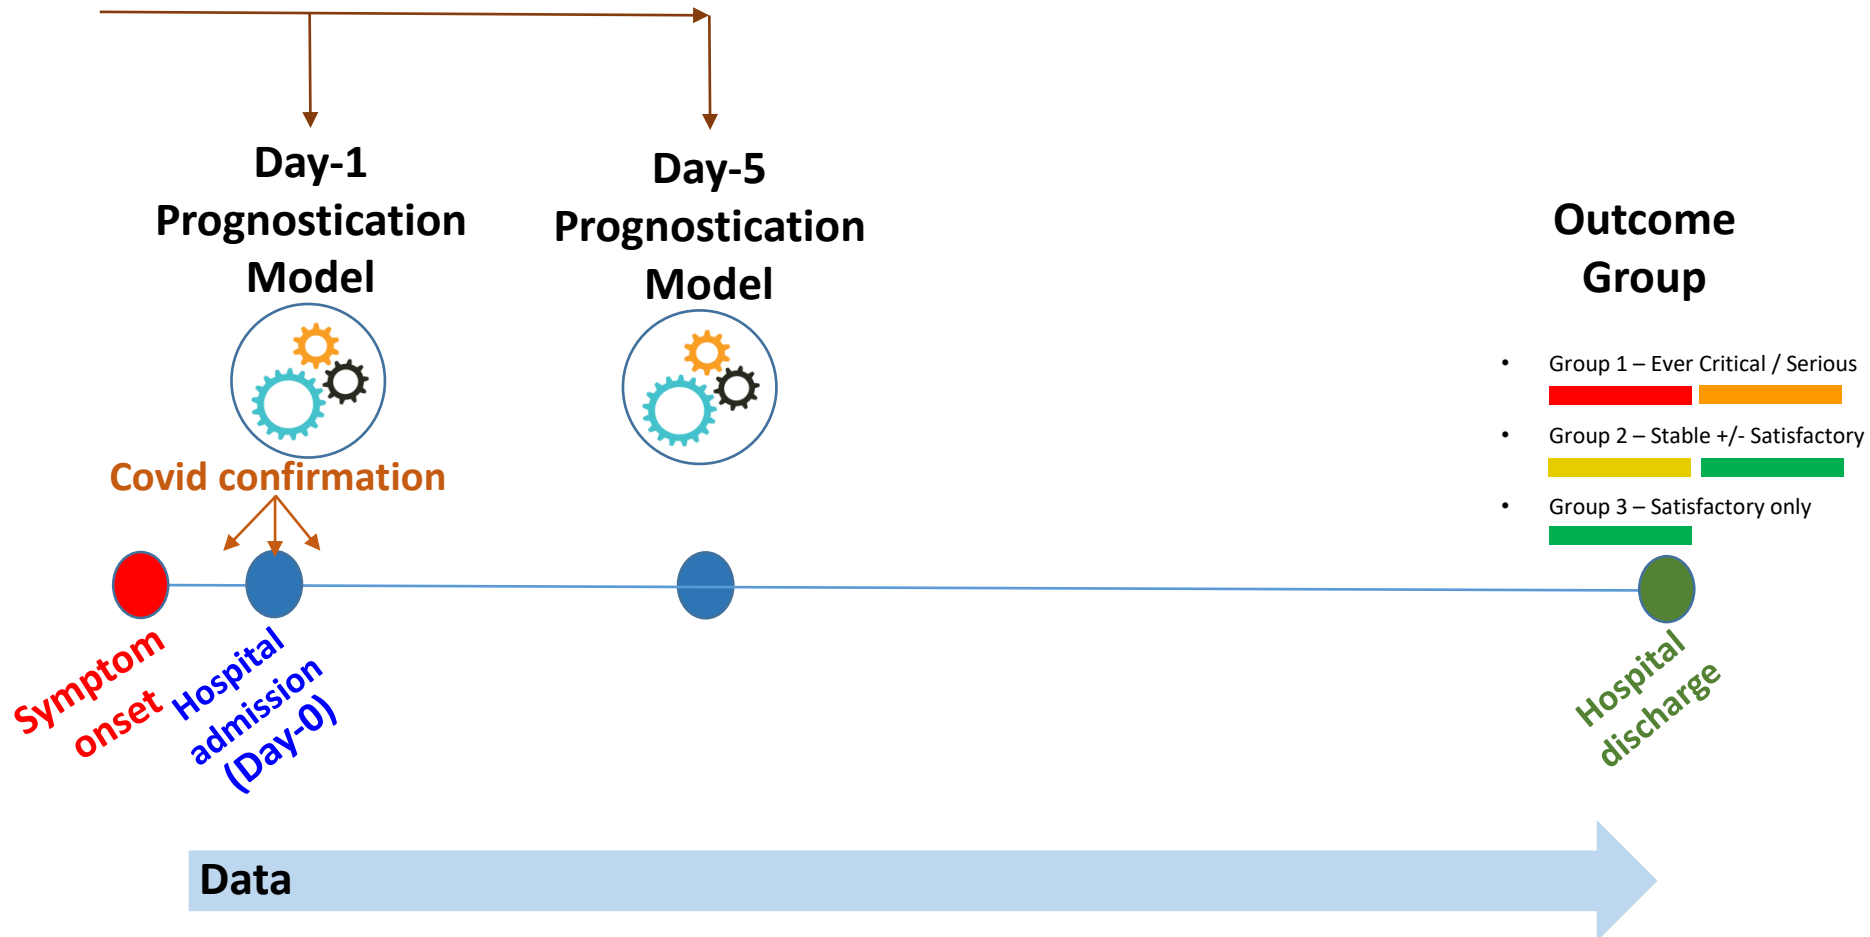 Day-1
Prognostication
Model
Day-5
Prognostication
Model
Outcome
Group
• Group 1 – Ever Critical / Serious
• Group 2 – Stable +/- Satisfactory
• Group 3 – Satisfactory only
Covid confirmation
Symptom
onset
Hospital
admission
(Day-0)
Hospital
discharge
Data